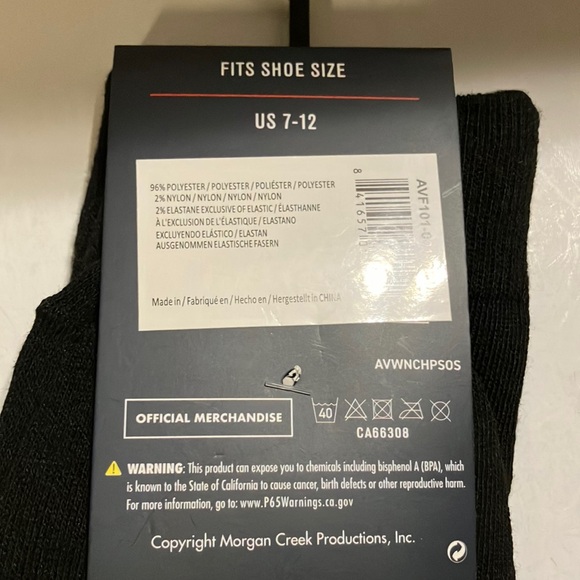 FITS SHOE SIZE
US 7-12
96% POLYESTER / POLYESTER / POLIÉSTER / POLYESTER
2% NYLON / NYLON / NYLON / NYLON
2% ELASTANE EXCLUSIVE OF ELASTIC / ÉLASTHANNE
À L'EXCLUSION DE L'ÉLASTIQUE / ELASTANO
EXCLUYENDO ELÁSTICO / ELASTAN
AUSGENOMMEN ELASTISCHE FASERN
Made in / Fabriqué en / Hecho en / Hergestellt in CHINA
AVWNCHPSOS
OFFICIAL MERCHANDISE
40
CA66308
WARNING: This product can expose you to chemicals including bisphenol A (BPA), which
is known to the State of California to cause cancer, birth defects or other reproductive harm.
For more information, go to: www.P65Warnings.ca.gov
Copyright Morgan Creek Productions, Inc.